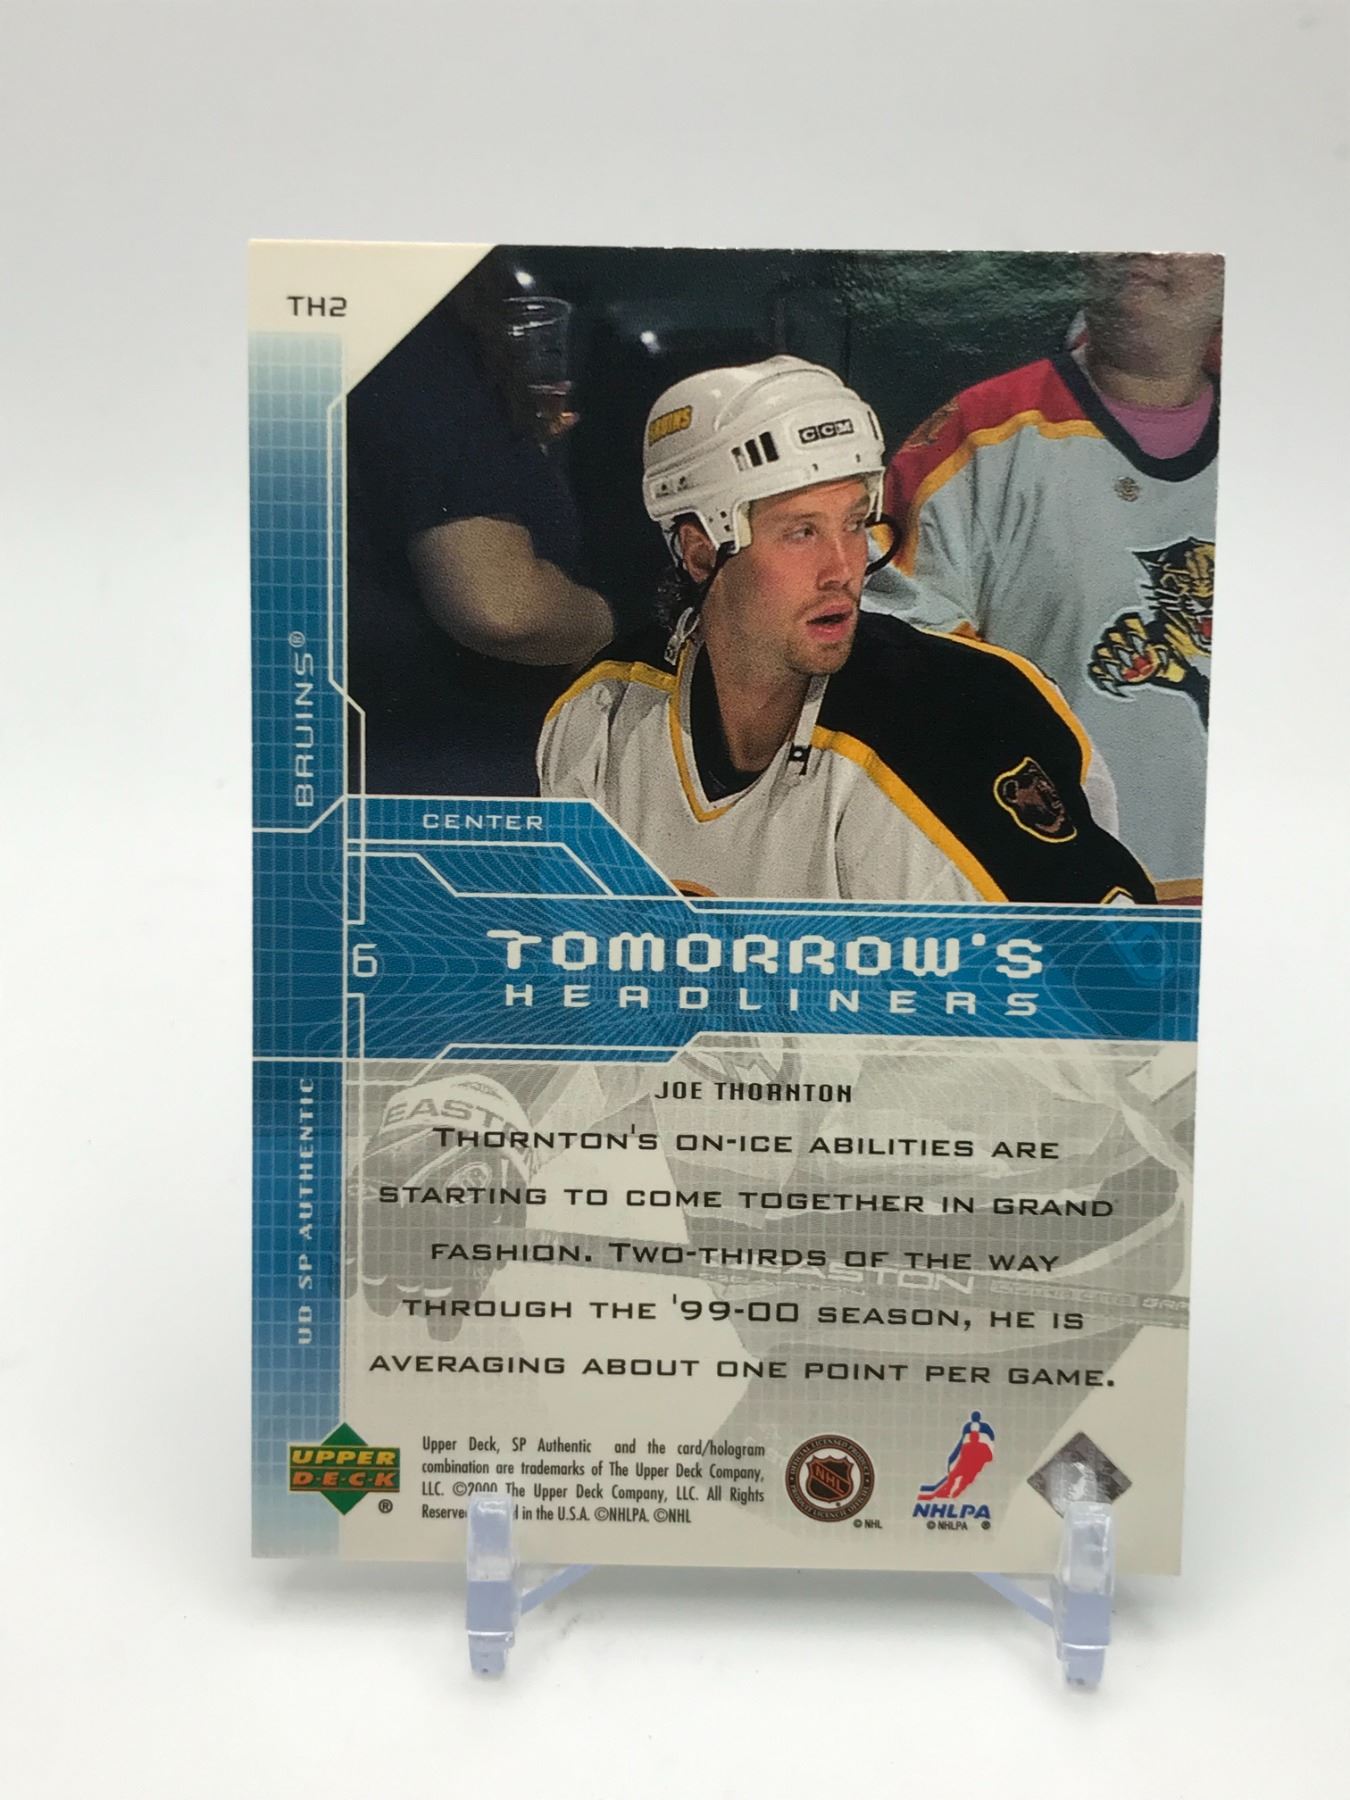 TH2
BRUINS
CCM
BRUINS®
CENTER
6
TOMORROW'S
HEADLINERS
UD SP AUTHENTIC
JOE THORNTON
EAST
THORNTON'S ON-ICE ABILITIES ARE
STARTING TO COME TOGETHER IN GRAND
FASHION. TWO-THIRDS OF THE WAY
EASTON
THROUGH THE '99-00 SEASON, HE IS
AVERAGING ABOUT ONE POINT PER GAME.
UPPER
D·E·C·K
®
Upper Deck, SP Authentic and the card/hologram
combination are trademarks of The Upper Deck Company,
LLC. ©2000 The Upper Deck Company, LLC. All Rights
in the U.S.A. ©NHLPA. ©NHL
NHL
© NHL
NHLPA
© NHLPA ®